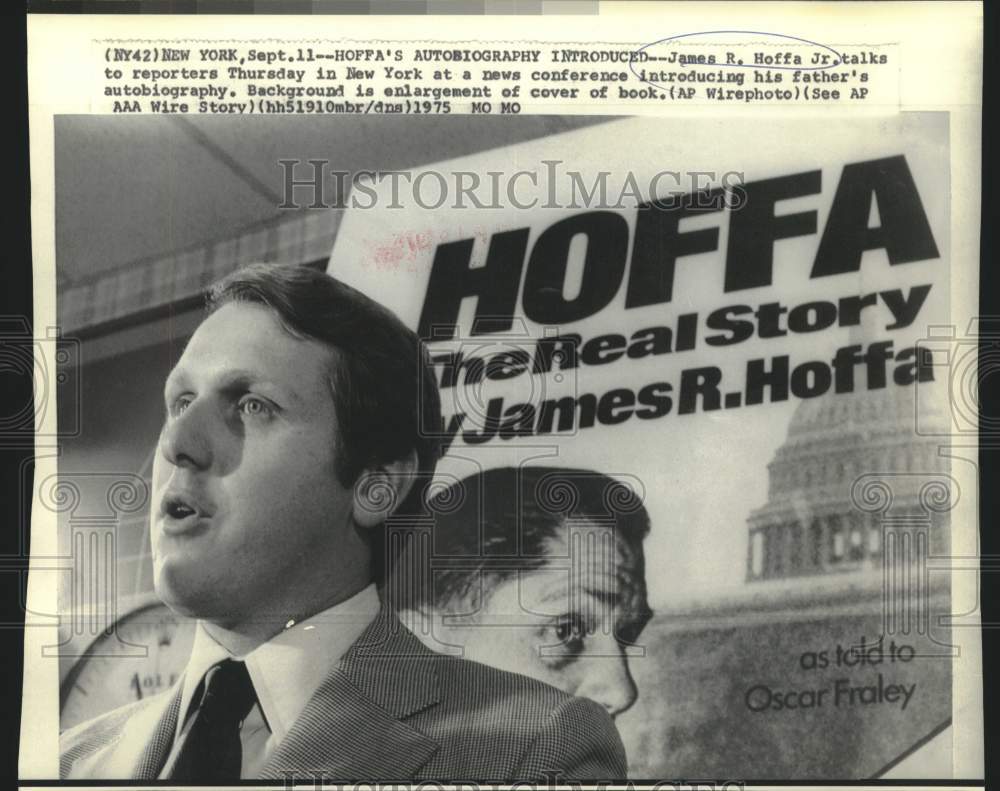 (NY42)NEW YORK,Sept.11--HOFFA'S AUTOBIOGRAPHY INTRODUCED--James R. Hoffa Jr.talks
to reporters Thursday in New York at a news conference introducing his father's
autobiography. Background is enlargement of cover of book.(AP Wirephoto)(See AP
AAA Wire Story)(hh51910mbr/dns)1975 MO MO
HISTORIC IMAGES
HOFFA
The Real Story
y James R. Hoffa
as told to
Oscar Fraley